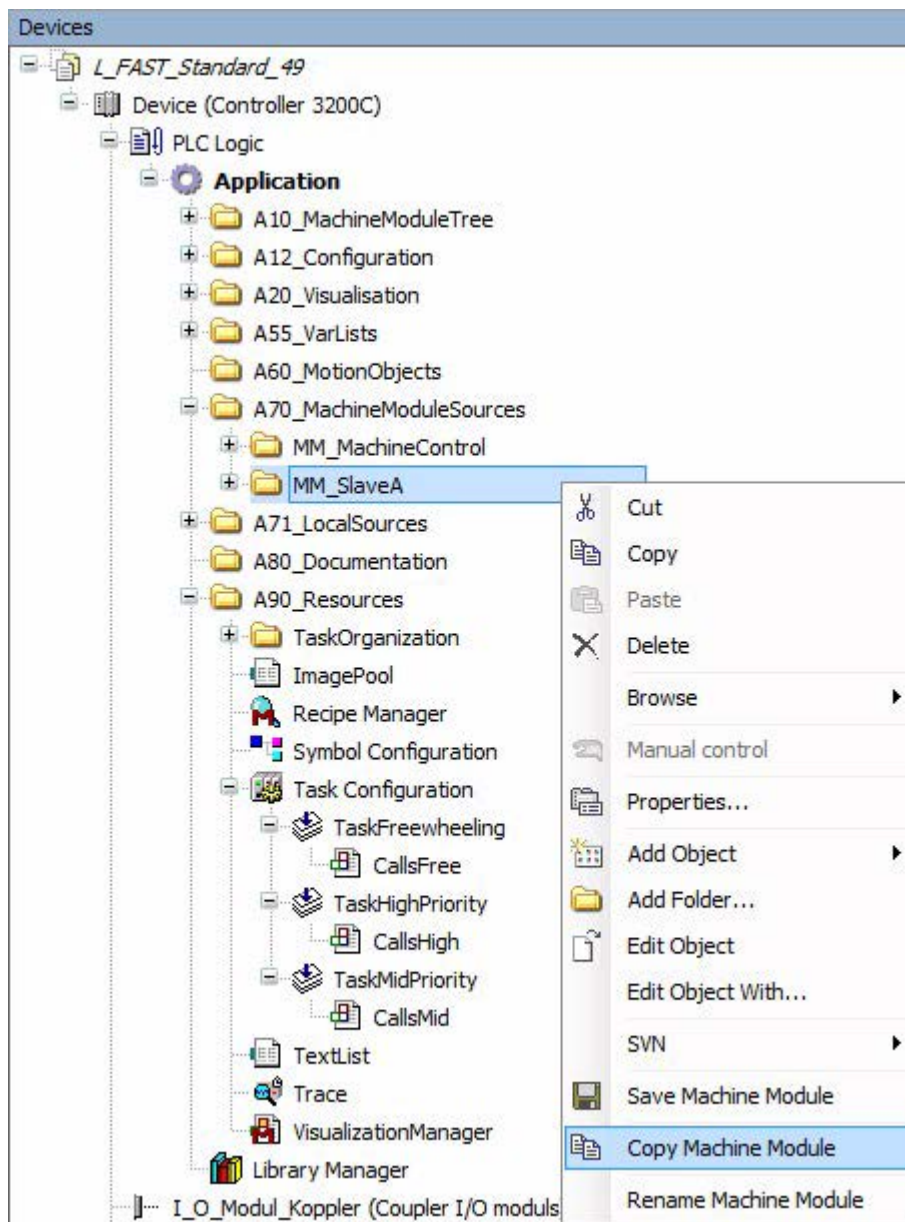 Devices
L_FAST_Standard_49
Device (Controller 3200C)
PLC Logic
Application
A10_MachineModuleTree
A12_Configuration
A20_Visualisation
A55_VarLists
A60_MotionObjects
A70_MachineModuleSources
MM_MachineControl
MM_SlaveA
A71_LocalSources
A80_Documentation
A90_Resources
TaskOrganization
ImagePool
Recipe Manager
Symbol Configuration
Task Configuration
TaskFreewheeling
CallsFree
TaskHighPriority
CallsHigh
TaskMidPriority
CallsMid
TextList
Trace
VisualizationManager
Library Manager
I_O_Modul_Koppler (Coupler I/O moduls
Cut
Copy
Paste
Delete
Browse
Manual control
Properties...
Add Object
Add Folder...
Edit Object
Edit Object With...
SVN
Save Machine Module
Copy Machine Module
Rename Machine Module